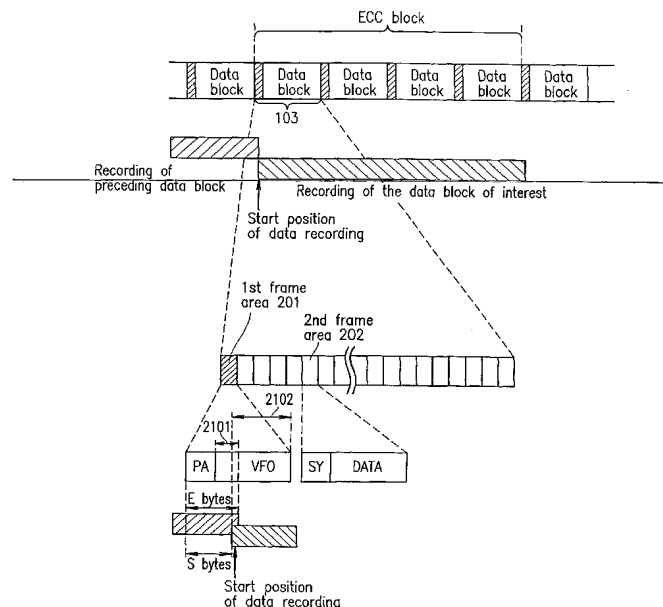 ECC block
Data block
Data block
Data block
Data block
Data block
Data block
103
Recording of preceding data block
Recording of the data block of interest
Start position of data recording
1st frame area 201
2nd frame area 202
2102
2101
PA
VFO
SY
DATA
E bytes
S bytes
Start position of data recording